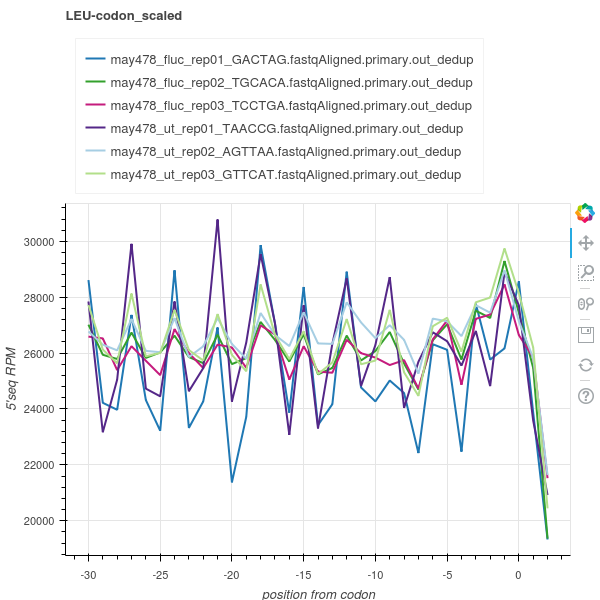 LEU-codon_scaled
may478_fluc_rep01_GACTAG.fastqAligned.primary.out_dedup
may478_fluc_rep02_TGCACA.fastqAligned.primary.out_dedup
may478_fluc_rep03_TCCTGA.fastqAligned.primary.out_dedup
may478_ut_rep01_TAACCG.fastqAligned.primary.out_dedup
may478_ut_rep02_AGTTAA.fastqAligned.primary.out_dedup
may478_ut_rep03_GTTCAT.fastqAligned.primary.out_dedup
5'seq RPM
30000
28000
26000
24000
22000
20000
-30 -25 -20 -15 -10 -5 0
position from codon